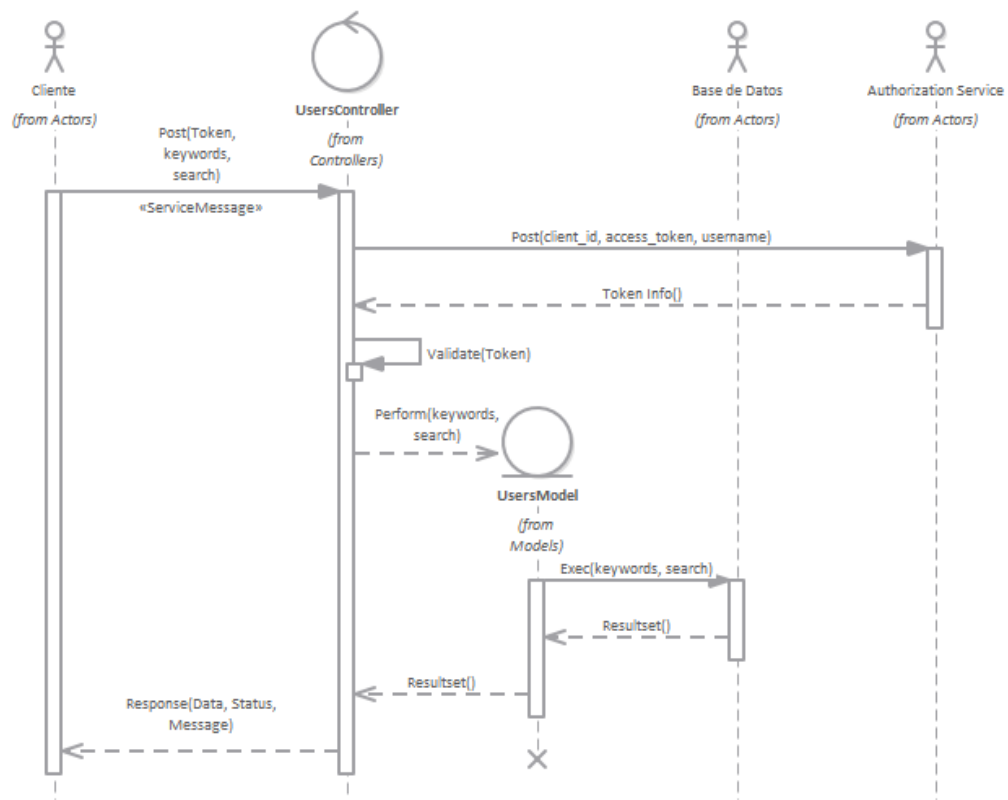 Cliente
(from Actors)
UsersController
(from
Controllers)
Base de Datos
(from Actors)
Authorization Service
(from Actors)
Post(Token,
keywords,
search)
«ServiceMessage»
Post(client_id, access_token, username)
Token Info()
Validate(Token)
Perform(keywords,
search)
UsersModel
(from
Models)
Exec(keywords, search)
Resultset()
Resultset()
Response(Data, Status,
Message)